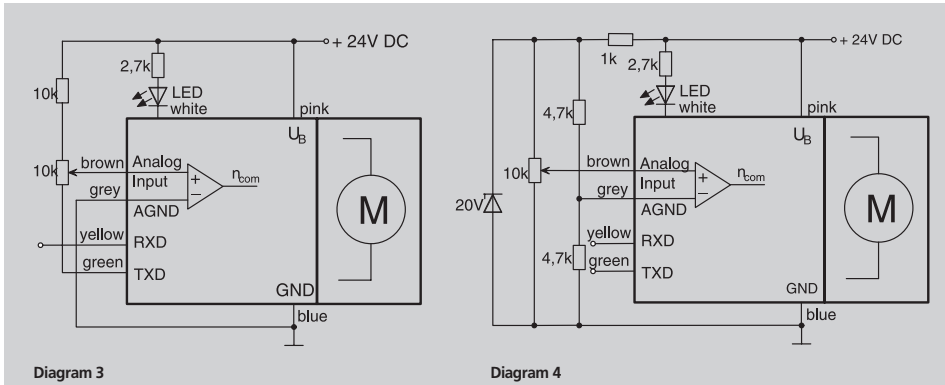 + 24V DC
2,7k
10k
LED
white
pink
U_B
10k
brown
Analog
Input
+
−
n_com
grey
AGND
M
yellow
RXD
green
TXD
GND
blue
Diagram 3
+ 24V DC
1k
2,7k
LED
white
4,7k
pink
U_B
brown
Analog
Input
+
−
n_com
10k
grey
AGND
M
20V
yellow
RXD
4,7k
green
TXD
GND
blue
Diagram 4